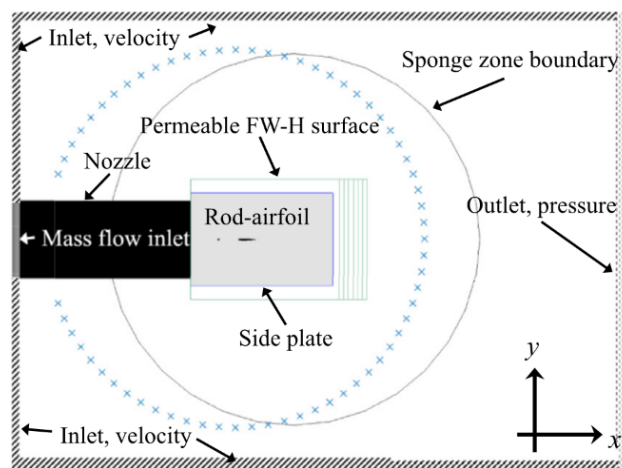 Inlet, velocity
Sponge zone boundary
Permeable FW-H surface
Nozzle
Rod-airfoil
Outlet, pressure
Mass flow inlet
Side plate
y
x
Inlet, velocity